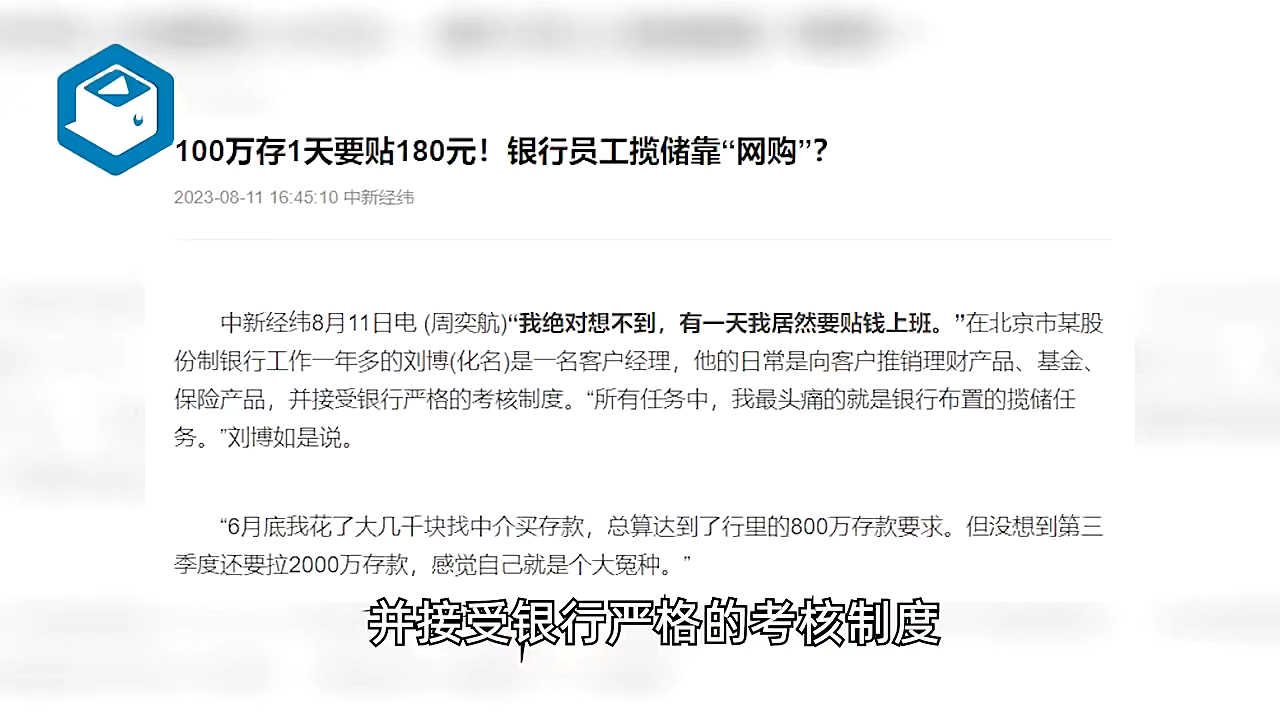 100万存1天要贴180元！银行员工揽储靠“网购”？
2023-08-11 16:45:10 中新经纬
中新经纬8月11日电 (周奕航)“我绝对想不到，有一天我居然要贴钱上班。”在北京市某股
份制银行工作一年多的刘博(化名)是一名客户经理，他的日常是向客户推销理财产品、基金、
保险产品，并接受银行严格的考核制度。“所有任务中，我最头痛的就是银行布置的揽储任
务。”刘博如是说。
“6月底我花了大几千块找中介买存款，总算达到了行里的800万存款要求。但没想到第三
季度还要拉2000万存款，感觉自己就是个大冤种。”
并接受银行严格的考核制度